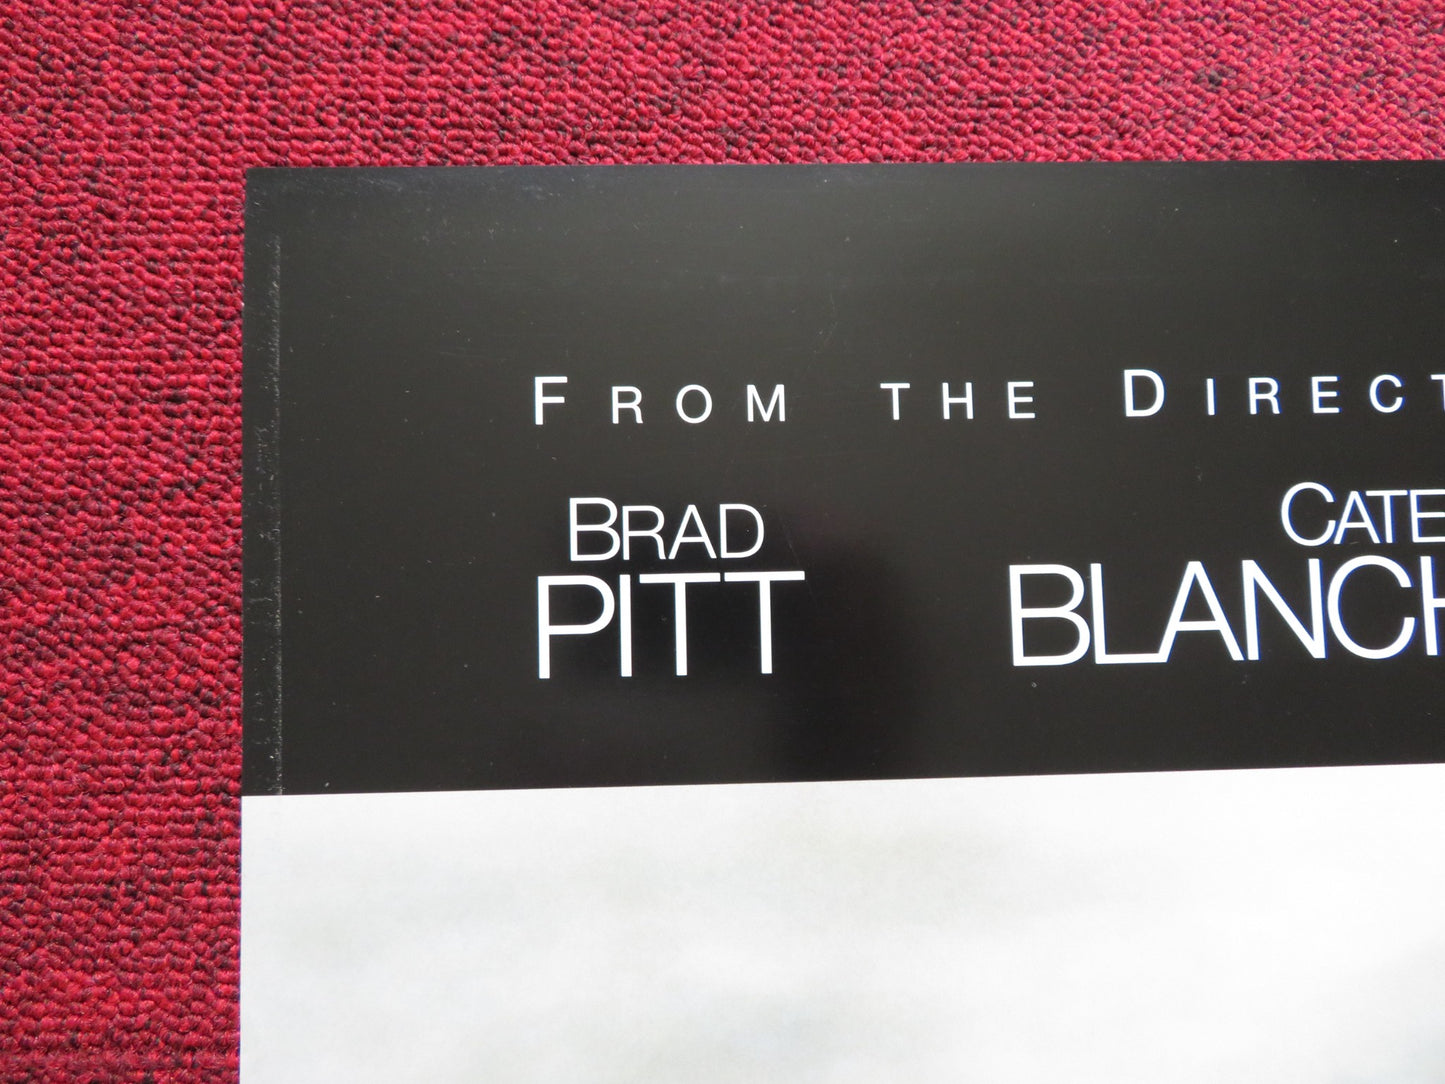 FROM THE DIRECT
BRAD CATE
PITT BLANCH